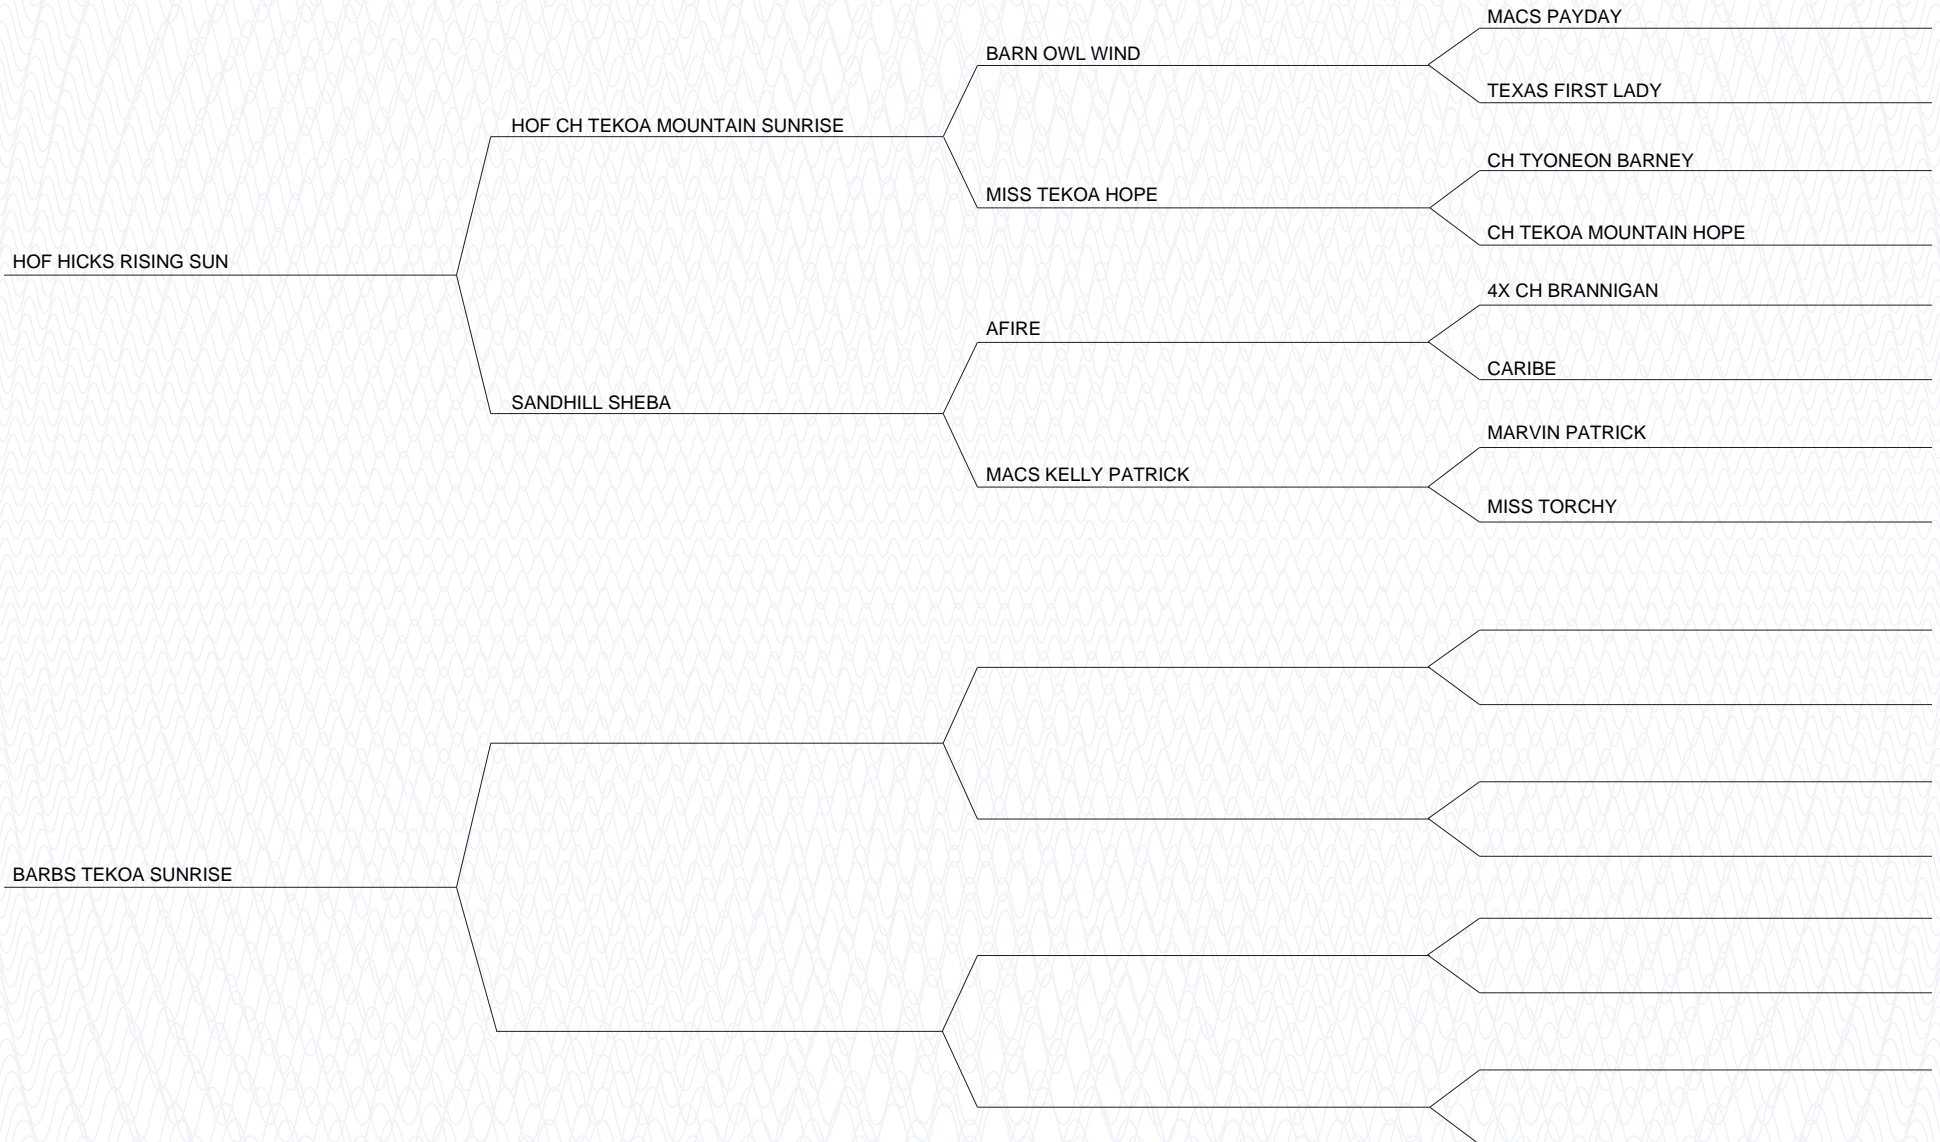 MACS PAYDAY
BARN OWL WIND
TEXAS FIRST LADY
HOF CH TEKOA MOUNTAIN SUNRISE
CH TYONEON BARNEY
MISS TEKOA HOPE
CH TEKOA MOUNTAIN HOPE
HOF HICKS RISING SUN
4X CH BRANNIGAN
AFIRE
CARIBE
SANDHILL SHEBA
MARVIN PATRICK
MACS KELLY PATRICK
MISS TORCHY
BARBS TEKOA SUNRISE